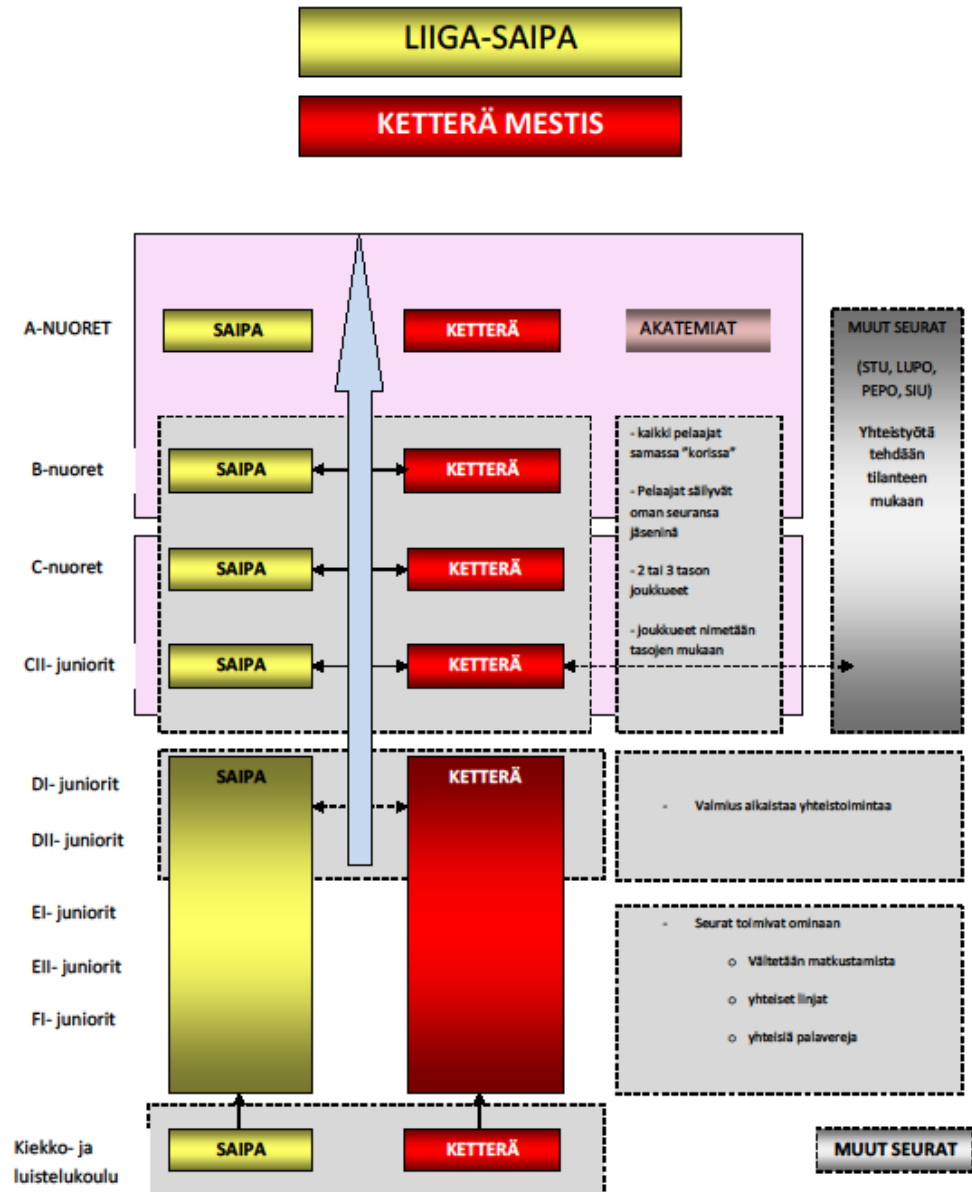 LIIGA-SAIPA
KETTERÄ MESTIS
A-NUORET
SAIPA
KETTERÄ
AKATEMIAT
MUUT SEURAT
(STU, LUPO,
PEPO, SIU)
Yhteistyötä
tehdään
tilanteen
mukaan
B-nuoret
SAIPA
KETTERÄ
- kaikki pelaajat
samassa "korissa"
- Pelaajat säilyvät
oman seuransa
jäseninä
- 2 tai 3 tason
joukkueet
- joukkueet nimetään
tasojen mukaan
C-nuoret
SAIPA
KETTERÄ
CII- juniorit
SAIPA
KETTERÄ
DI- juniorit
SAIPA
KETTERÄ
- Valmius aikaistaa yhteistoimintaa
DII- juniorit
EI- juniorit
EII- juniorit
FI- juniorit
- Seurat toimivat ominaan
o Vältetään matkustamista
o yhteiset linjat
o yhteisiä palavereja
Kiekko- ja
luistelukoulu
SAIPA
KETTERÄ
MUUT SEURAT